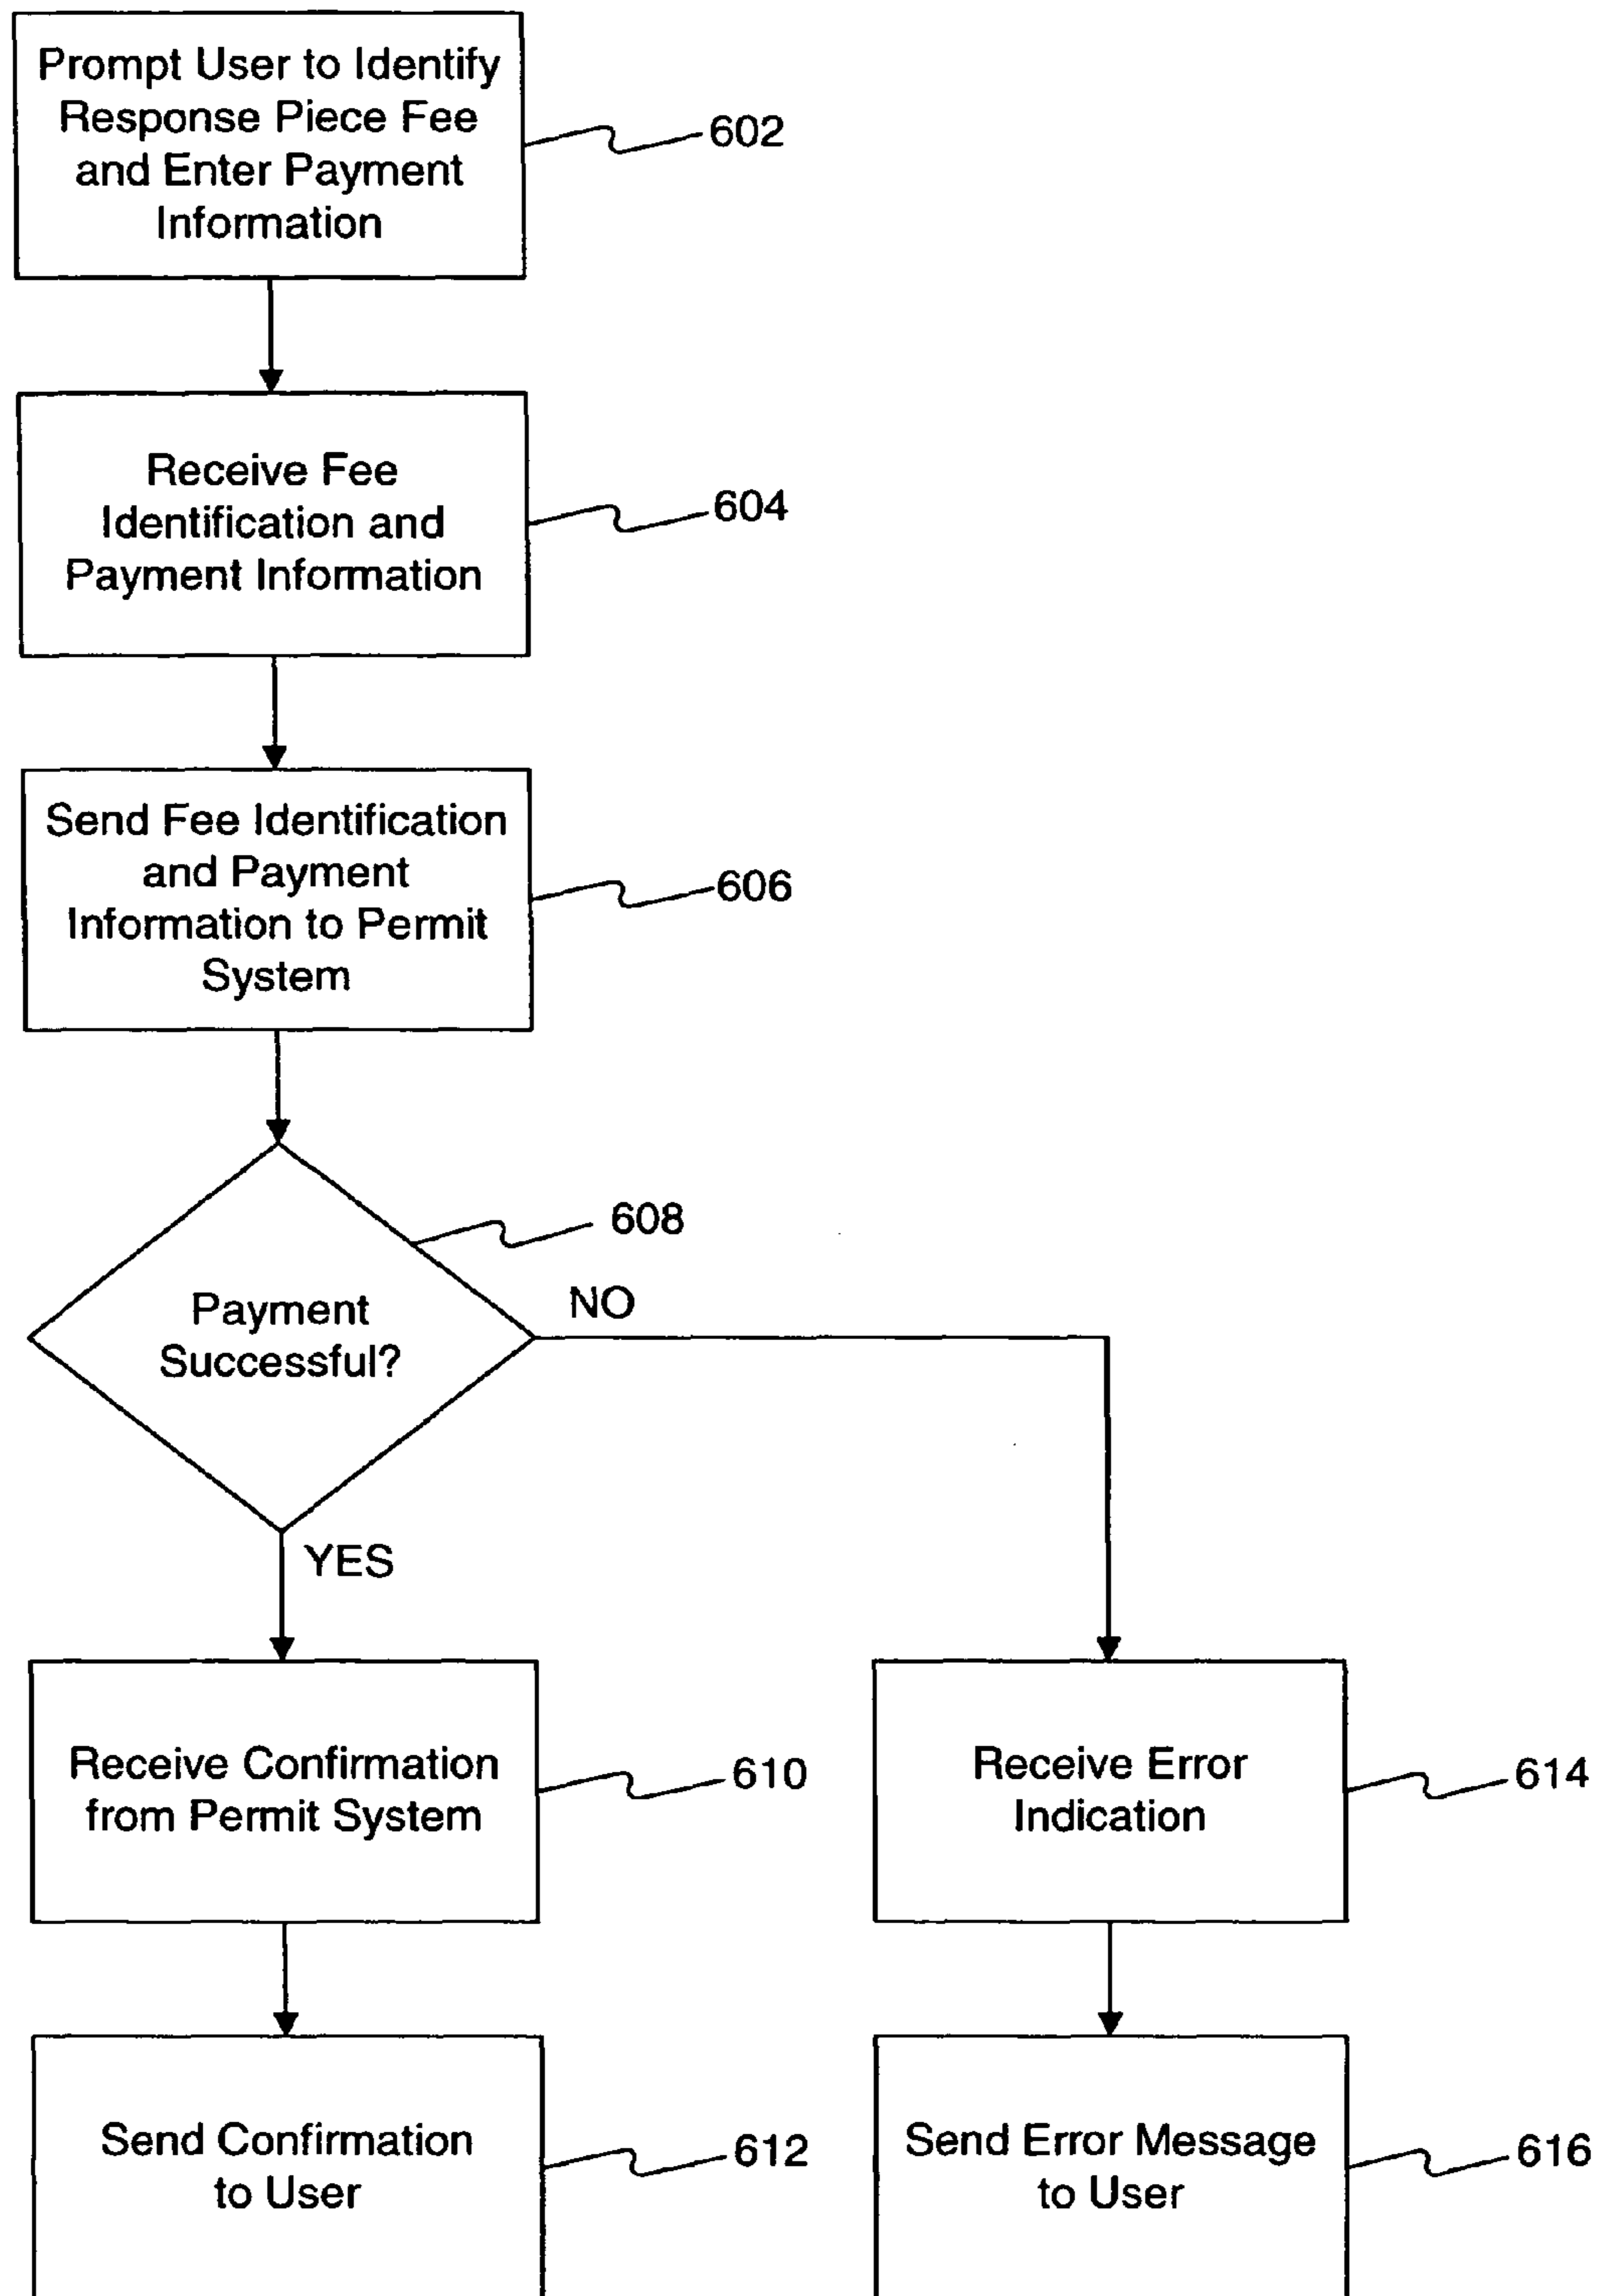 Prompt User to Identify
Response Piece Fee
and Enter Payment
Information
602
Receive Fee
Identification and
Payment Information
604
Send Fee Identification
and Payment
Information to Permit
System
606
608
Payment
Successful?
NO
YES
Receive Confirmation
from Permit System
610
Receive Error
Indication
614
Send Confirmation
to User
612
Send Error Message
to User
616